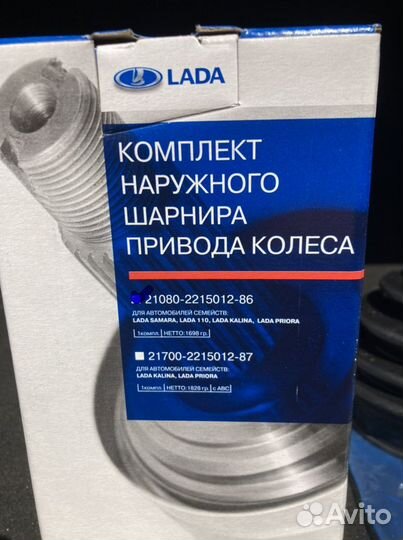 LADA
КОМПЛЕКТ
НАРУЖНОГО
ШАРНИРА
ПРИВОДА КОЛЕСА
21080-2215012-86
ДЛЯ АВТОМОБИЛЕЙ СЕМЕЙСТВ:
LADA SAMARA, LADA 110, LADA KALINA, LADA PRIORA
1компл. НЕТТО: 1698 гр.
21700-2215012-87
ДЛЯ АВТОМОБИЛЕЙ СЕМЕЙСТВ:
LADA KALINA, LADA PRIORA
1компл. НЕТТО: 1828 гр. с АВС
Avito